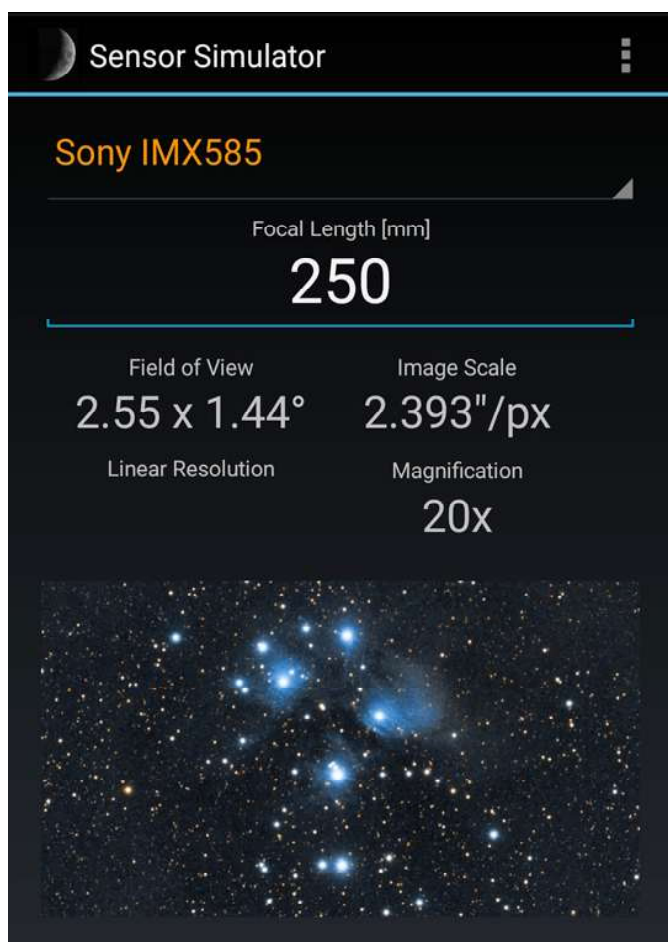 Sensor Simulator
Sony IMX585
Focal Length [mm]
250
Field of View
Image Scale
2.55 x 1.44°
2.393"/px
Linear Resolution
Magnification
20x